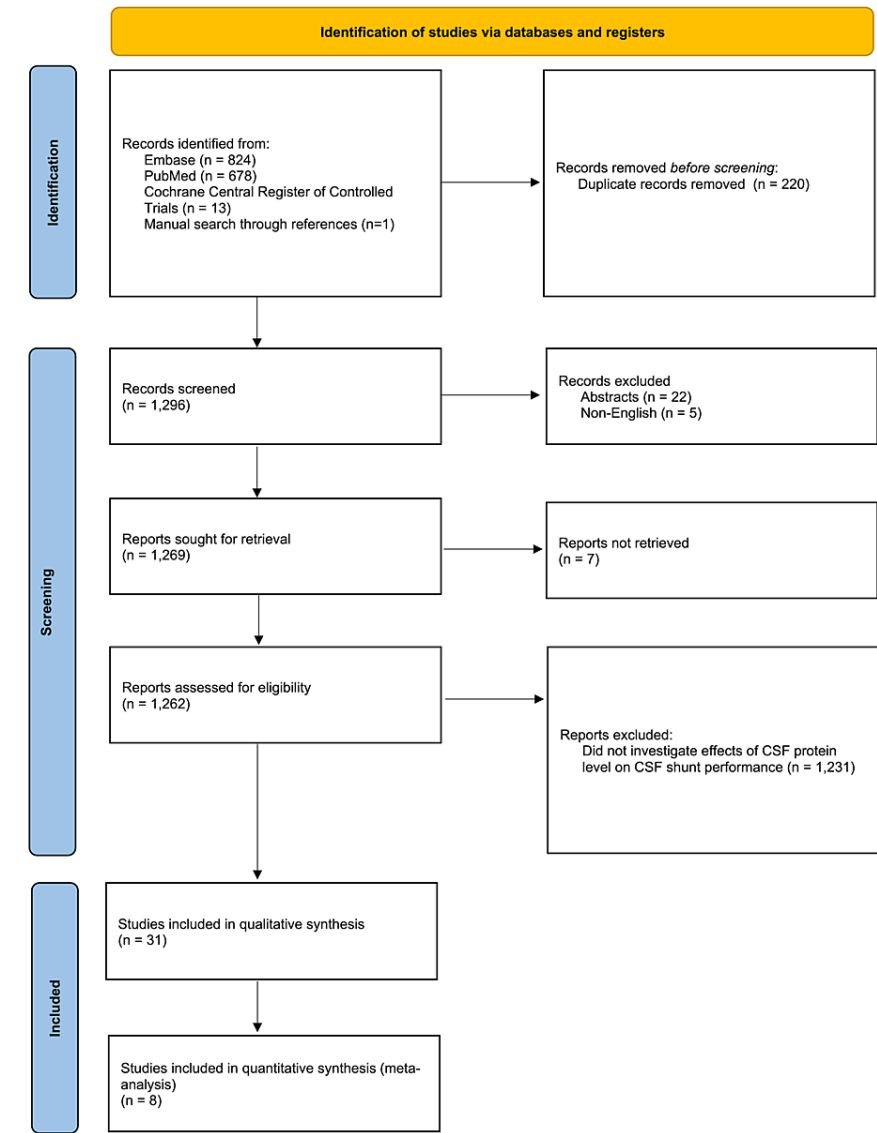 Identification of studies via databases and registers
Identification
Records identified from:
Embase (n = 824)
PubMed (n = 678)
Cochrane Central Register of Controlled
Trials (n = 13)
Manual search through references (n=1)
Records removed before screening:
Duplicate records removed (n = 220)
Screening
Records screened
(n = 1,296)
Records excluded
Abstracts (n = 22)
Non-English (n = 5)
Reports sought for retrieval
(n = 1,269)
Reports not retrieved
(n = 7)
Reports assessed for eligibility
(n = 1,262)
Reports excluded:
Did not investigate effects of CSF protein
level on CSF shunt performance (n = 1,231)
Included
Studies included in qualitative synthesis
(n = 31)
Studies included in quantitative synthesis (meta-
analysis)
(n = 8)